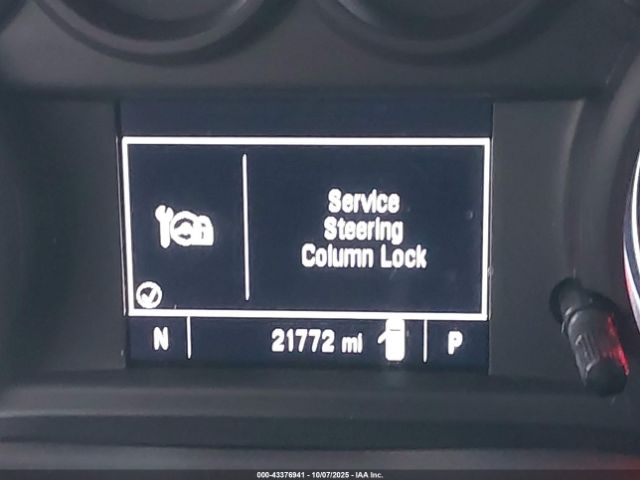 Service
Steering
Column Lock
N 21772 mi P
000-43376941 - 10/07/2025 - IAA Inc.